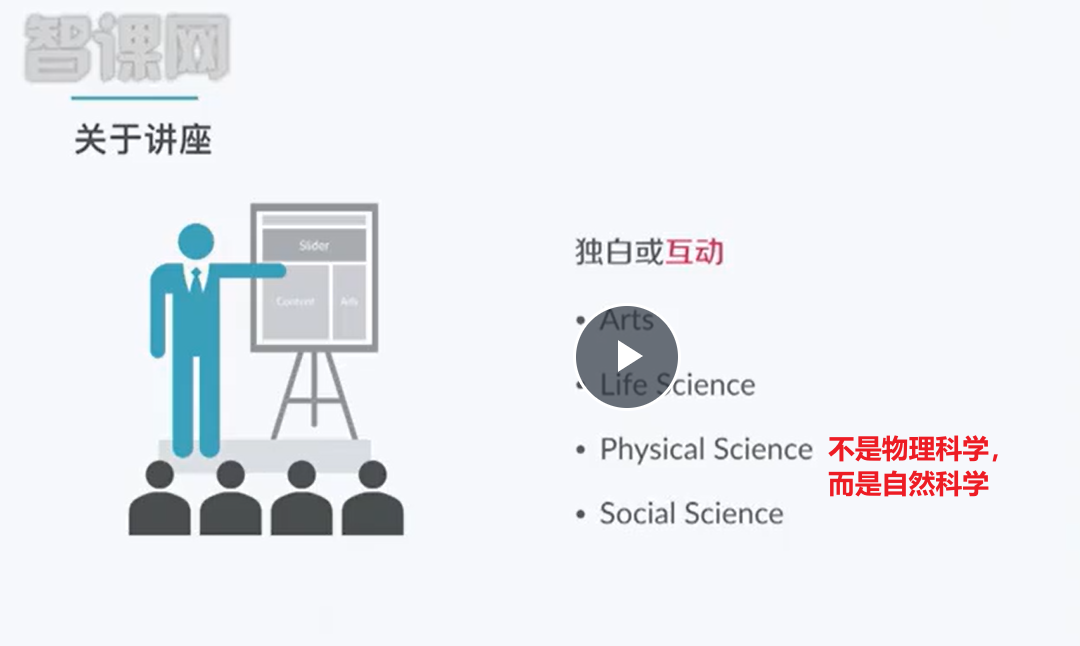 智课网
关于讲座
Slider
Content
独白或互动
• Arts
• Life Science
• Physical Science 不是物理科学，
而是自然科学
• Social Science